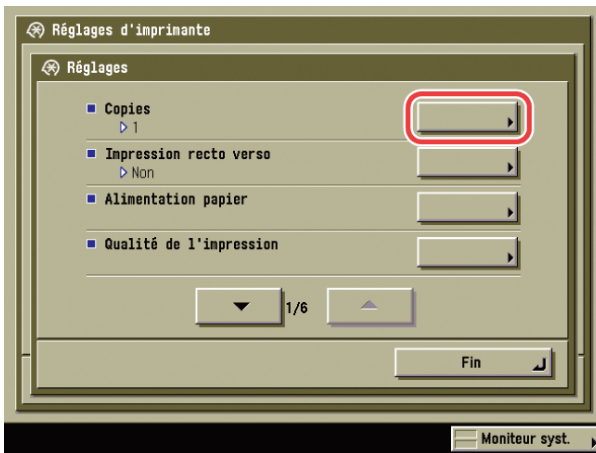 Réglages d'imprimante
Réglages
Copies
1
Impression recto verso
Non
Alimentation papier
Qualité de l'impression
1/6
Fin
Moniteur syst.